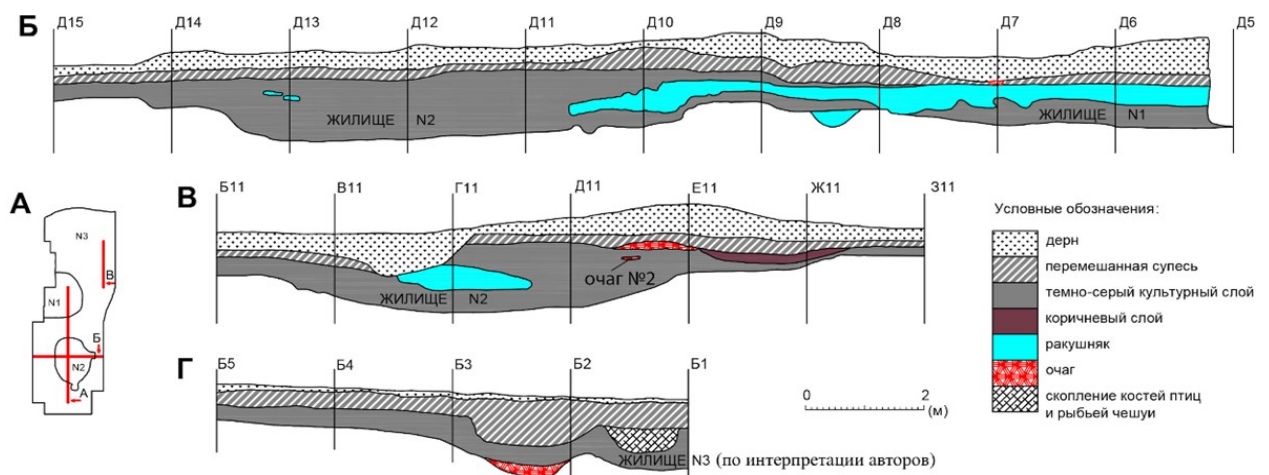 Б
Д15 Д14 Д13 Д12 Д11 Д10 Д9 Д8 Д7 Д6 Д5
ЖИЛИЩЕ N2
ЖИЛИЩЕ N1
А
N3
В
N1
Б
N2
А
В
Б11 В11 Г11 Д11 Е11 Ж11 З11
очаг №2
ЖИЛИЩЕ N2
Г
Б5 Б4 Б3 Б2 Б1
ЖИЛИЩЕ N3 (по интерпретации авторов)
0 2
(м)
Условные обозначения:
дерн
перемешанная супесь
темно-серый культурный слой
коричневый слой
ракушняк
очаг
скопление костей птиц
и рыбьей чешуи